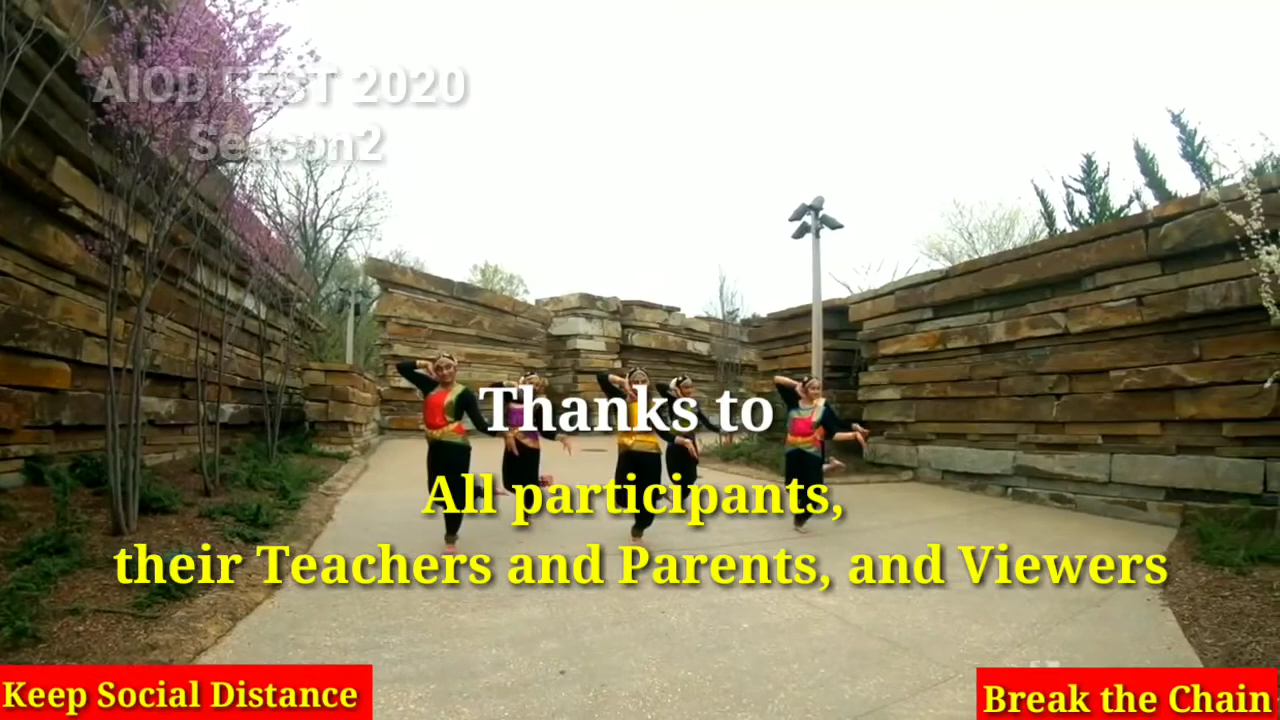 AIOD FEST 2020
Season2
Thanks to
All participants,
their Teachers and Parents, and Viewers
Keep Social Distance
Break the Chain